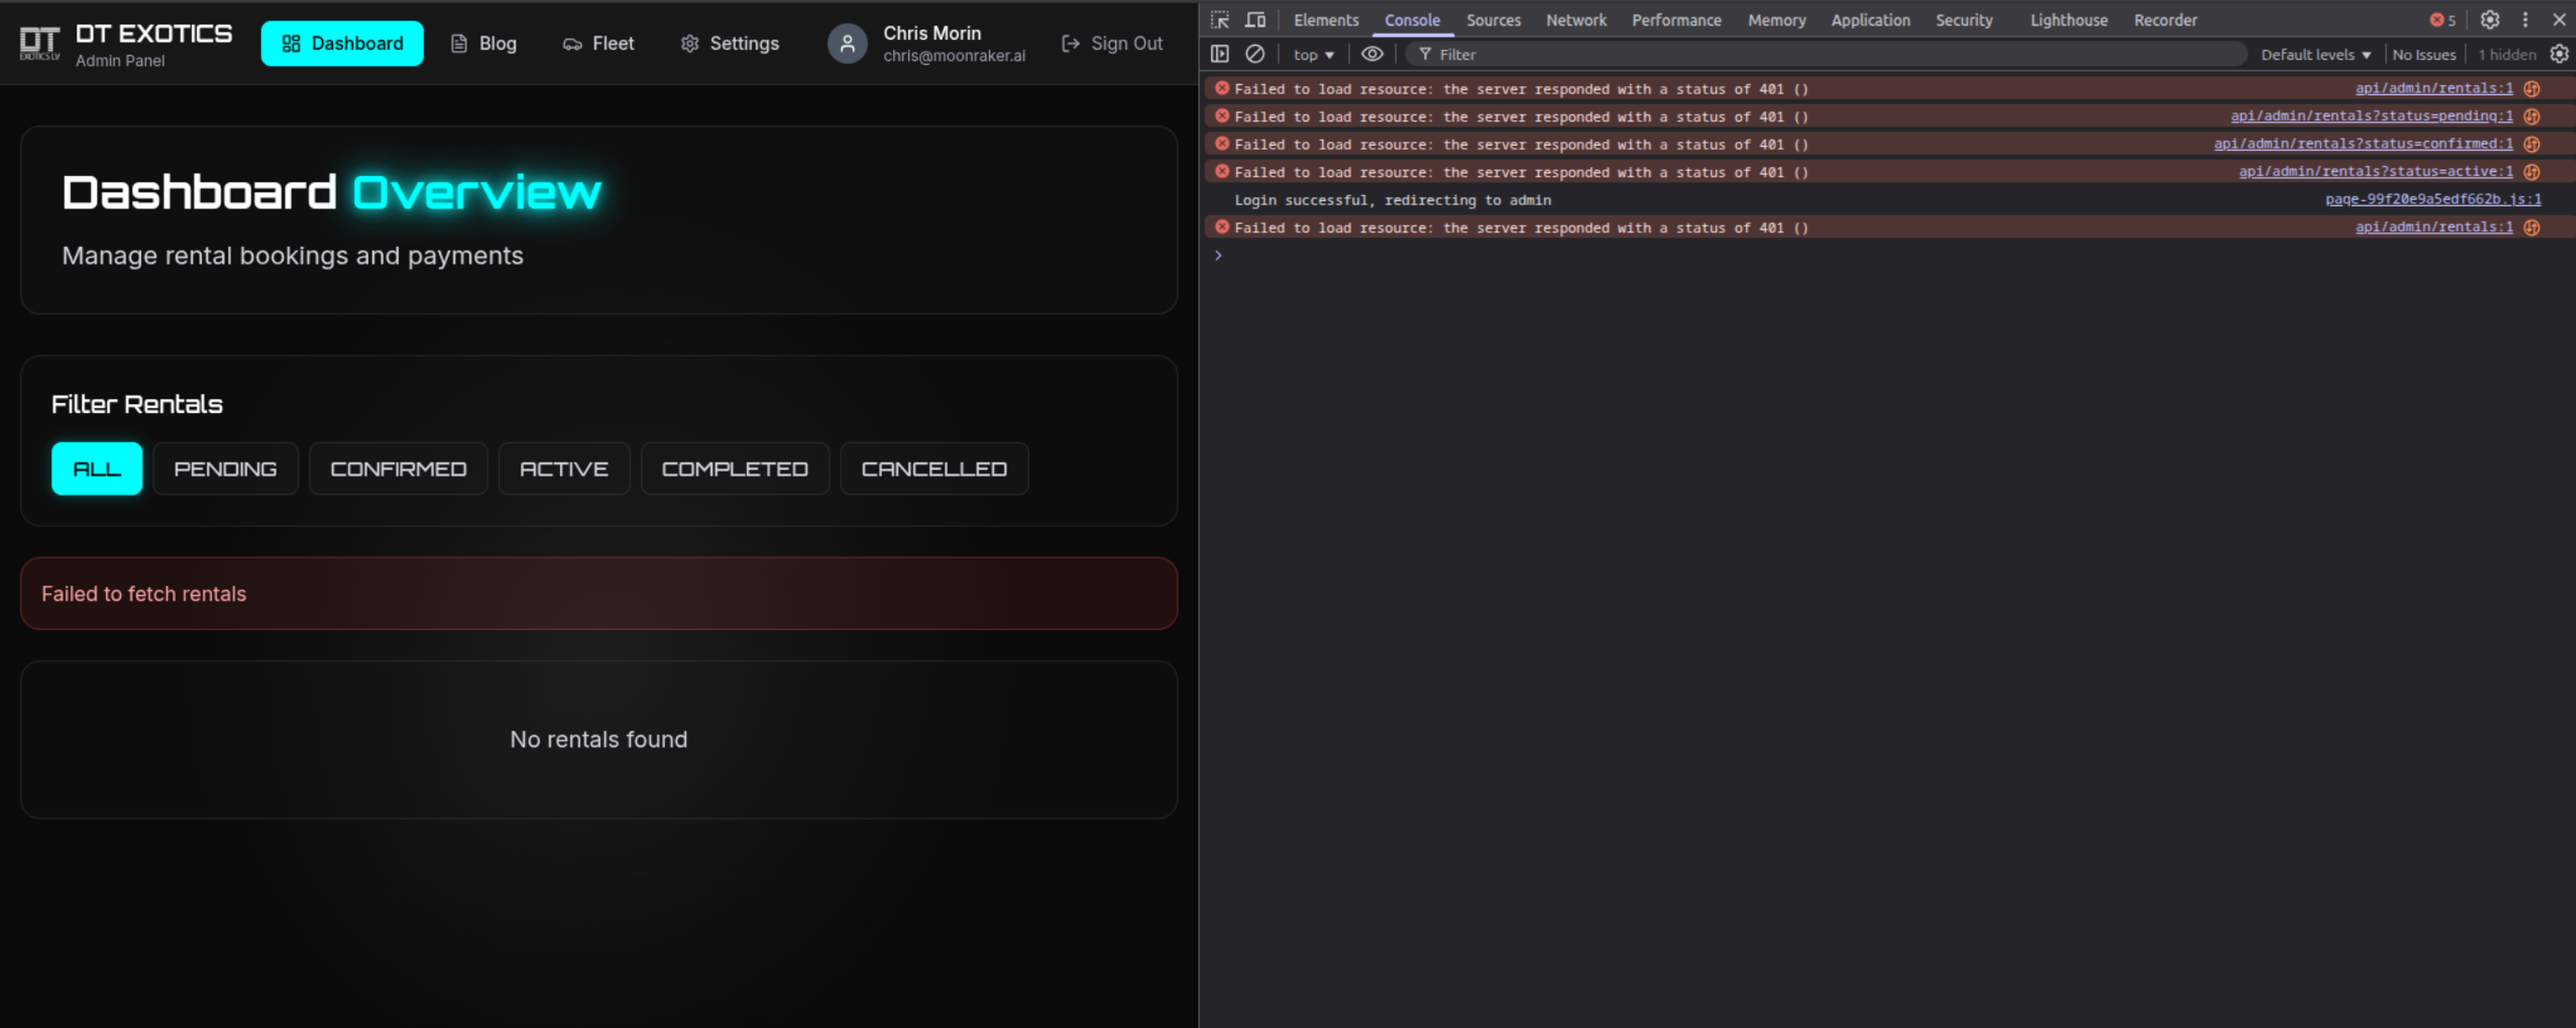 DT EXOTICS LV
DT EXOTICS
Admin Panel
Dashboard
Blog
Fleet
Settings
Chris Morin
chris@moonraker.ai
Sign Out
Dashboard Overview
Manage rental bookings and payments
Filter Rentals
ALL PENDING CONFIRMED ACTIVE COMPLETED CANCELLED
Failed to fetch rentals
No rentals found
Elements Console Sources Network Performance Memory Application Security Lighthouse Recorder 5
top Filter Default levels No Issues 1 hidden
Failed to load resource: the server responded with a status of 401 () api/admin/rentals:1
Failed to load resource: the server responded with a status of 401 () api/admin/rentals?status=pending:1
Failed to load resource: the server responded with a status of 401 () api/admin/rentals?status=confirmed:1
Failed to load resource: the server responded with a status of 401 () api/admin/rentals?status=active:1
Login successful, redirecting to admin page-99f20e9a5edf662b.js:1
Failed to load resource: the server responded with a status of 401 () api/admin/rentals:1